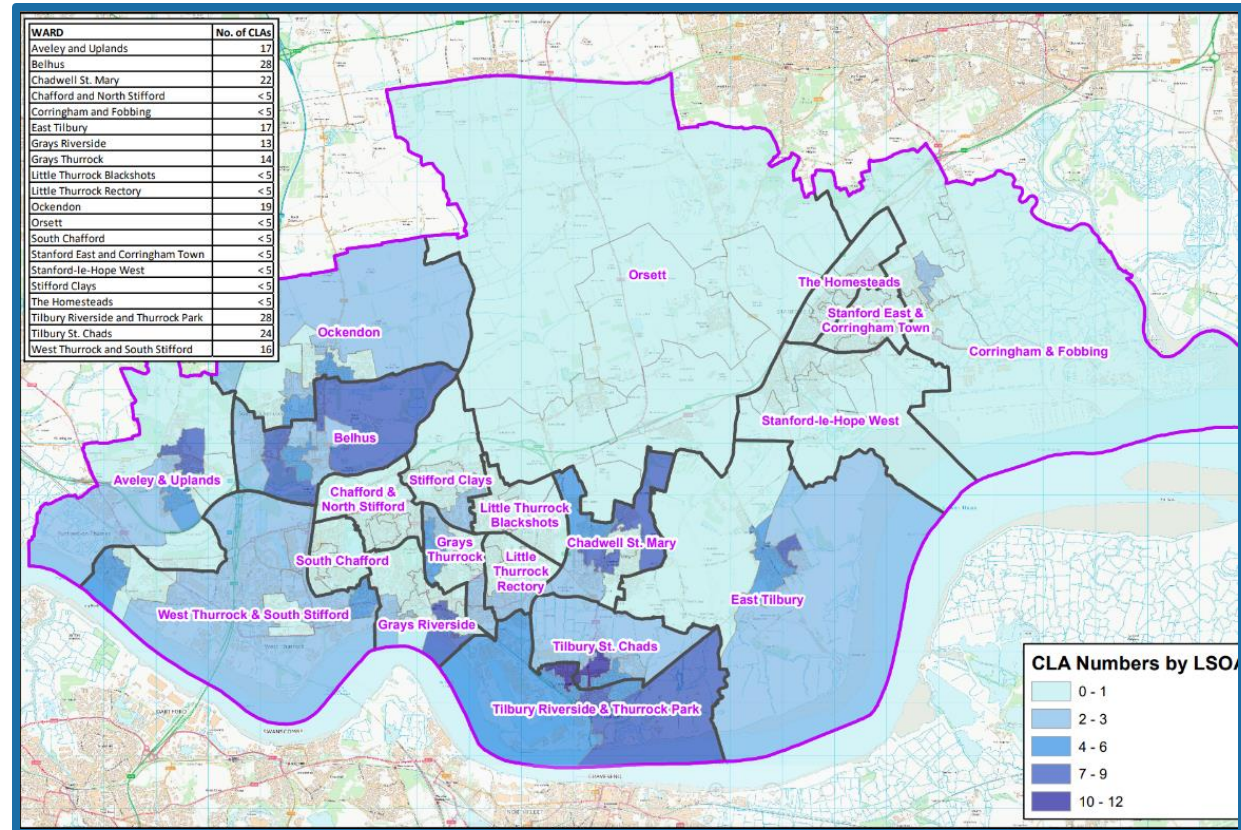 WARD No. of CLAs
Aveley and Uplands 17
Belhus 28
Chadwell St. Mary 22
Chafford and North Stifford < 5
Corringham and Fobbing < 5
East Tilbury 17
Grays Riverside 13
Grays Thurrock 14
Little Thurrock Blackshots < 5
Little Thurrock Rectory < 5
Ockendon 19
Orsett < 5
South Chafford < 5
Stanford East and Corringham Town < 5
Stanford-le-Hope West < 5
Stifford Clays < 5
The Homesteads < 5
Tilbury Riverside and Thurrock Park 28
Tilbury St. Chads 24
West Thurrock and South Stifford 16
Orsett
The Homesteads
Stanford East &
Corringham Town
Corringham & Fobbing
Ockendon
Stanford-le-Hope West
Belhus
Aveley & Uplands
Stifford Clays
Chafford &
North Stifford
Little Thurrock
Blackshots
Grays
Thurrock
Chadwell St. Mary
South Chafford
Little
Thurrock
Rectory
East Tilbury
West Thurrock & South Stifford
Grays Riverside
Tilbury St. Chads
Tilbury Riverside & Thurrock Park
DARTFORD
SWANSCOMBE
GRAVESEND
CLA Numbers by LSOA
0 - 1
2 - 3
4 - 6
7 - 9
10 - 12